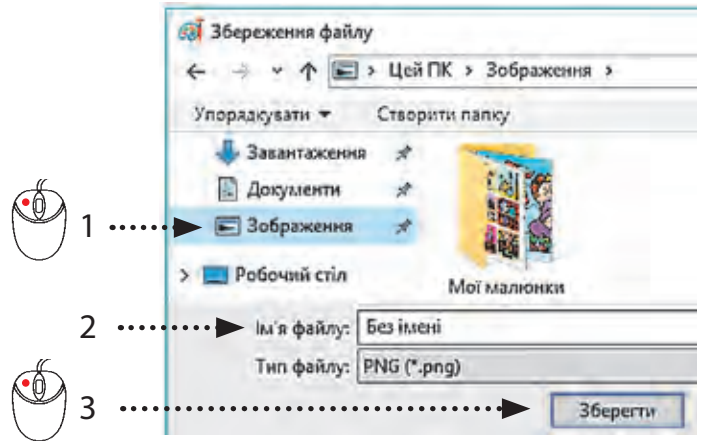 Збереження файлу
Цей ПК > Зображення >
Упорядкувати Створити папку
Завантаження
Документи
1 Зображення
> Робочий стіл
Мої малюнки
2 Ім'я файлу: Без імені
Тип файлу: PNG (*.png)
3 Зберегти